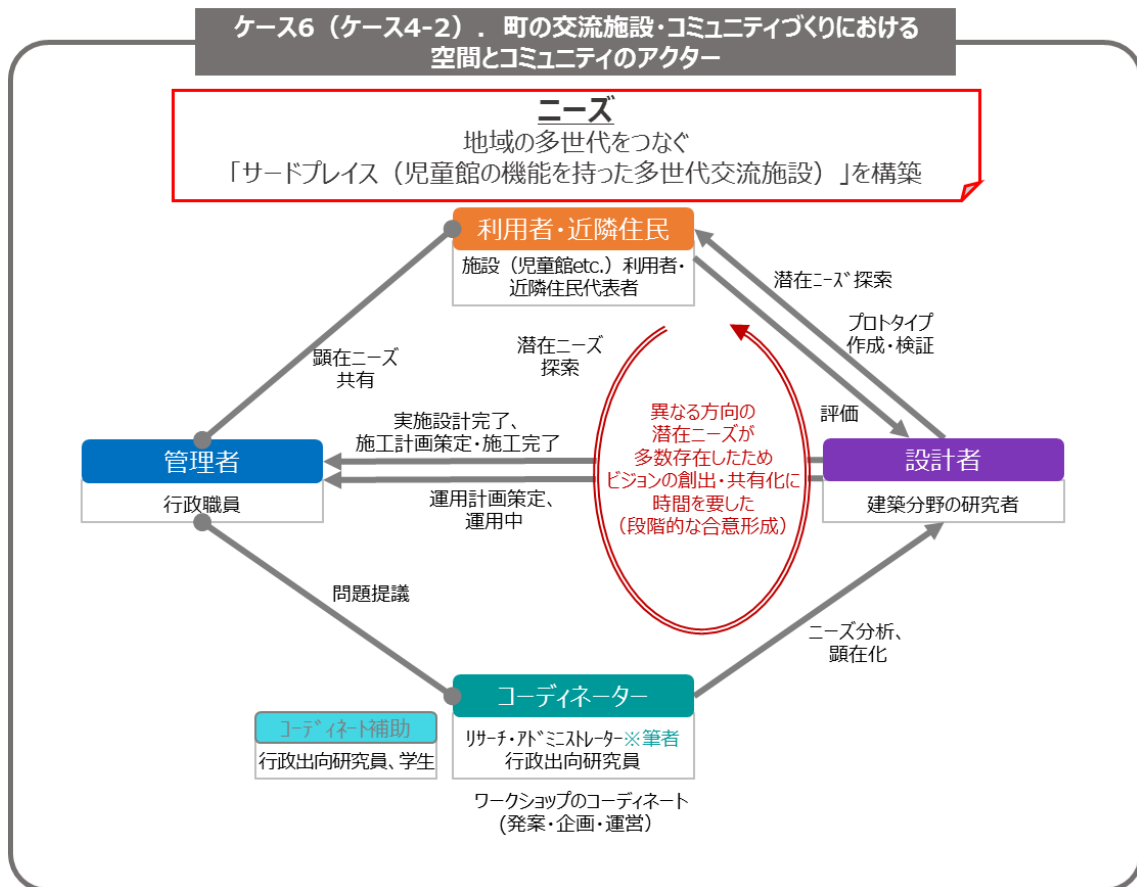 ケース6（ケース4-2）．町の交流施設・コミュニティづくりにおける
空間とコミュニティのアクター
ニーズ
地域の多世代をつなぐ
「サードプレイス（児童館の機能を持った多世代交流施設）」を構築
利用者・近隣住民
施設（児童館etc.）利用者・
近隣住民代表者
潜在ﾆｰｽﾞ探索
プロトタイプ
作成・検証
顕在ニーズ
共有
潜在ニーズ
探索
評価
実施設計完了、
施工計画策定・施工完了
異なる方向の
潜在ニーズが
多数存在したため
ビジョンの創出・共有化に
時間を要した
（段階的な合意形成）
管理者
行政職員
設計者
建築分野の研究者
運用計画策定、
運用中
問題提議
ニーズ分析、
顕在化
コーディネーター
ﾘｻｰﾁ・ｱﾄﾞﾐﾆｽﾄﾚｰﾀｰ※筆者
行政出向研究員
ｺｰﾃﾞｨﾈｰﾄ補助
行政出向研究員、学生
ワークショップのコーディネート
(発案・企画・運営）